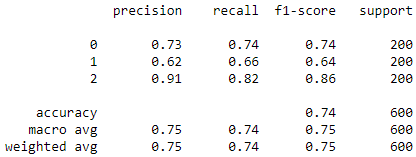 precision recall f1-score support
0 0.73 0.74 0.74 200
1 0.62 0.66 0.64 200
2 0.91 0.82 0.86 200
accuracy 0.74 600
macro avg 0.75 0.74 0.75 600
weighted avg 0.75 0.74 0.75 600